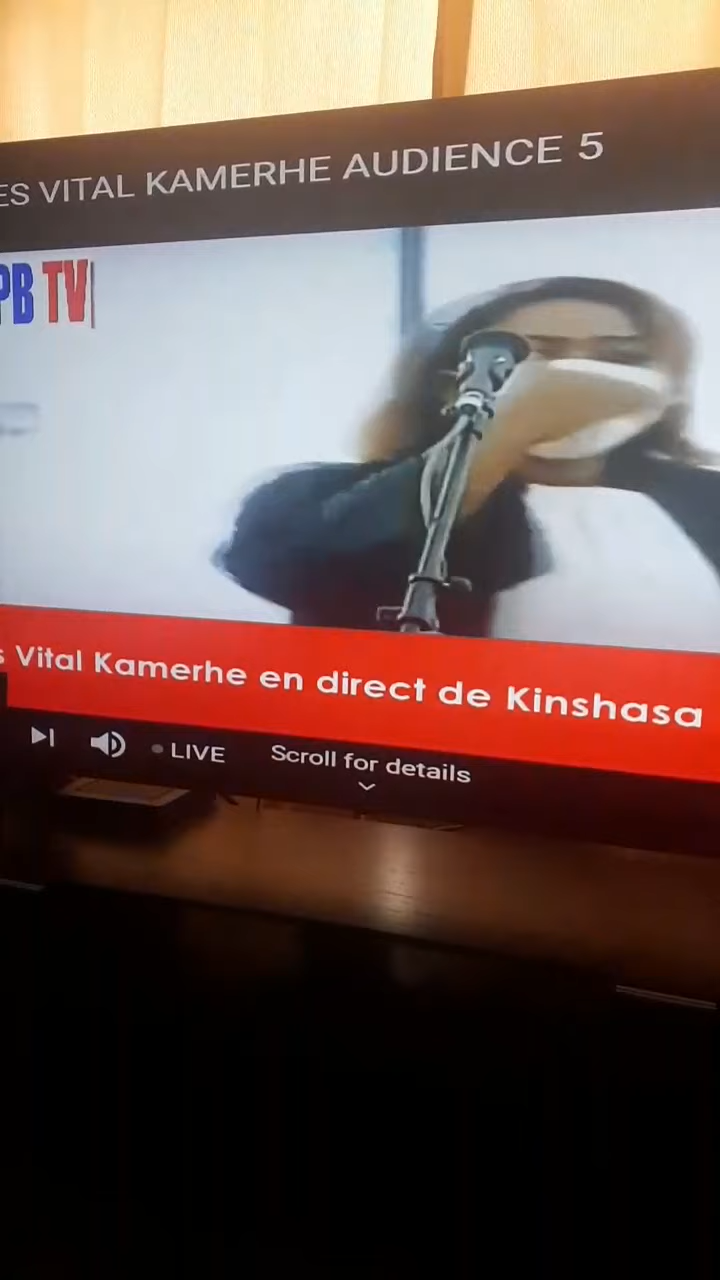 ES VITAL KAMERHE AUDIENCE 5
PB TV
s Vital Kamerhe en direct de Kinshasa
LIVE
Scroll for details